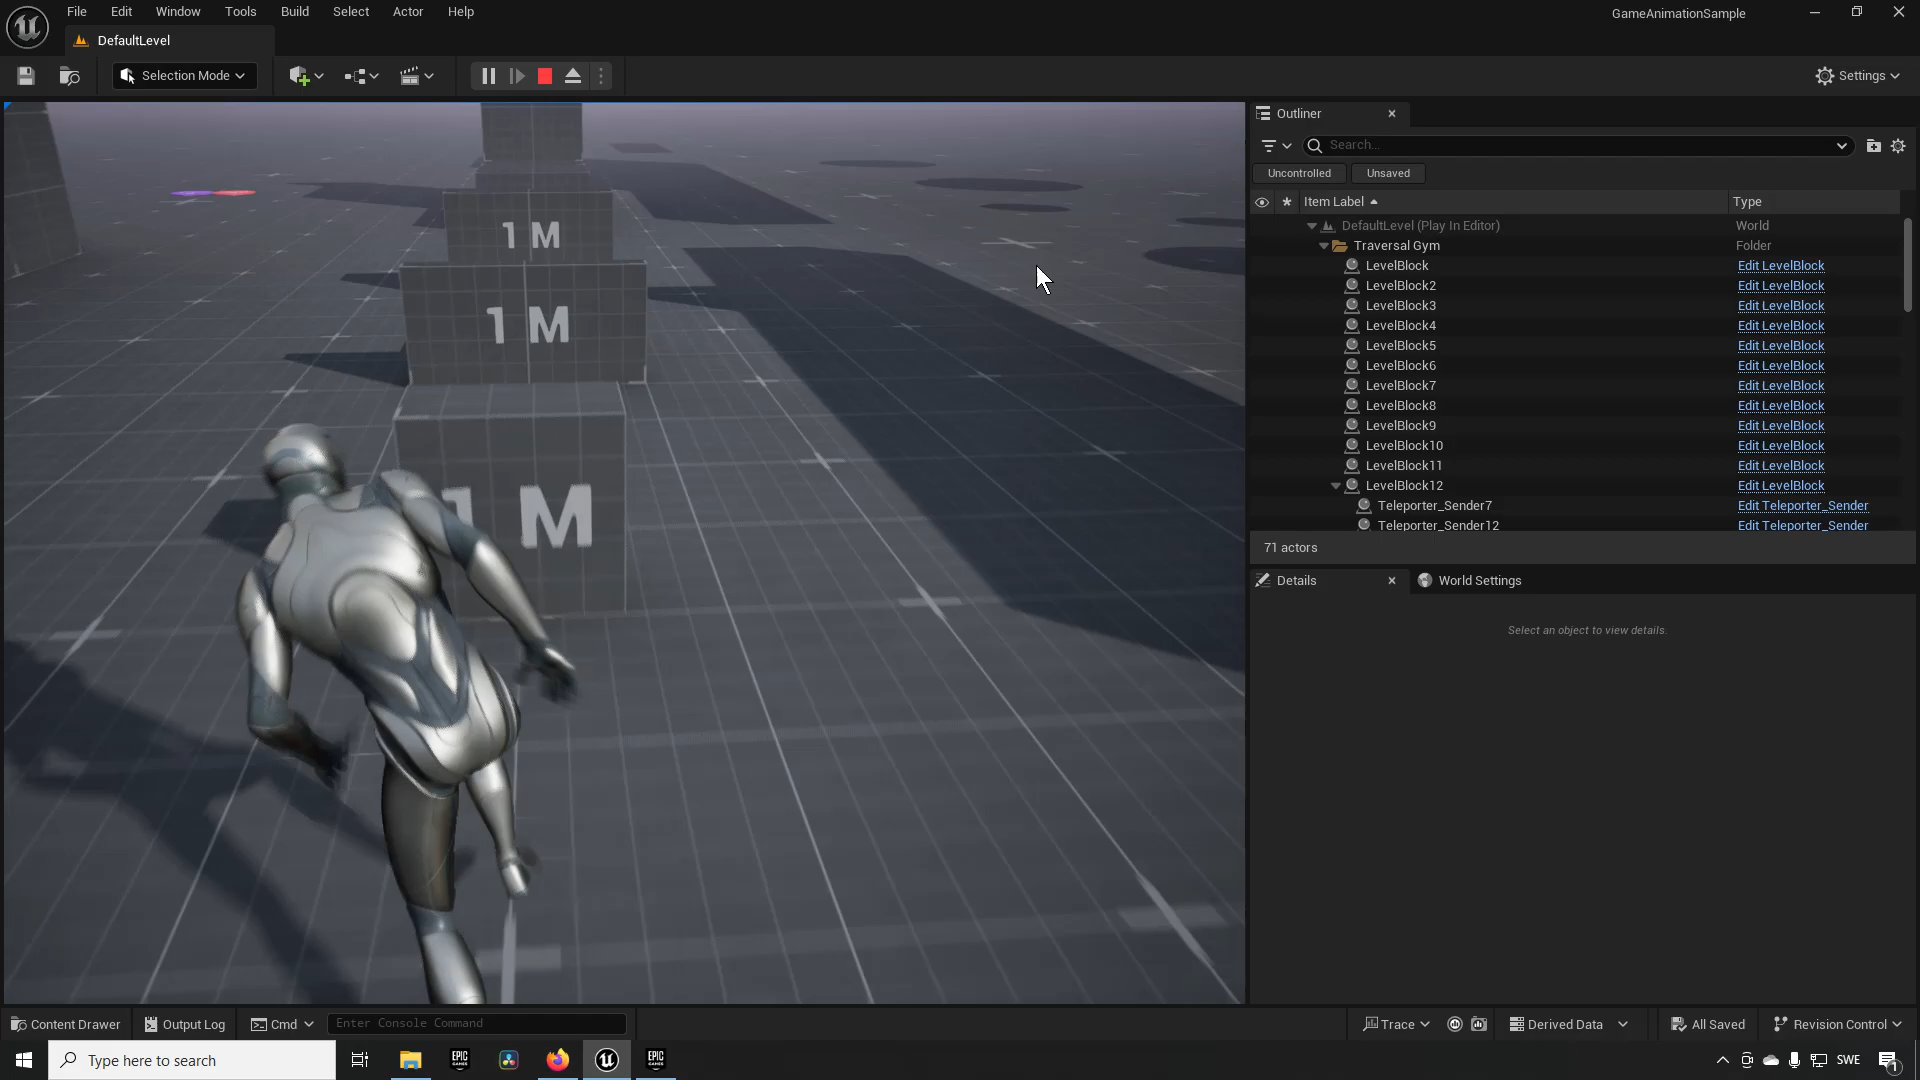 File Edit Window Tools Build Select Actor Help
GameAnimationSample
DefaultLevel
Selection Mode
Settings
1 M
1 M
1 M
Outliner
Search...
Uncontrolled Unsaved
Item Label Type
DefaultLevel (Play In Editor) World
Traversal Gym Folder
LevelBlock Edit LevelBlock
LevelBlock2 Edit LevelBlock
LevelBlock3 Edit LevelBlock
LevelBlock4 Edit LevelBlock
LevelBlock5 Edit LevelBlock
LevelBlock6 Edit LevelBlock
LevelBlock7 Edit LevelBlock
LevelBlock8 Edit LevelBlock
LevelBlock9 Edit LevelBlock
LevelBlock10 Edit LevelBlock
LevelBlock11 Edit LevelBlock
LevelBlock12 Edit LevelBlock
Teleporter_Sender7 Edit Teleporter_Sender
Teleporter_Sender12 Edit Teleporter_Sender
71 actors
Details World Settings
Select an object to view details.
Content Drawer Output Log Cmd Enter Console Command Trace Derived Data All Saved Revision Control
Type here to search
EPIC GAMES
EPIC GAMES
SWE
1